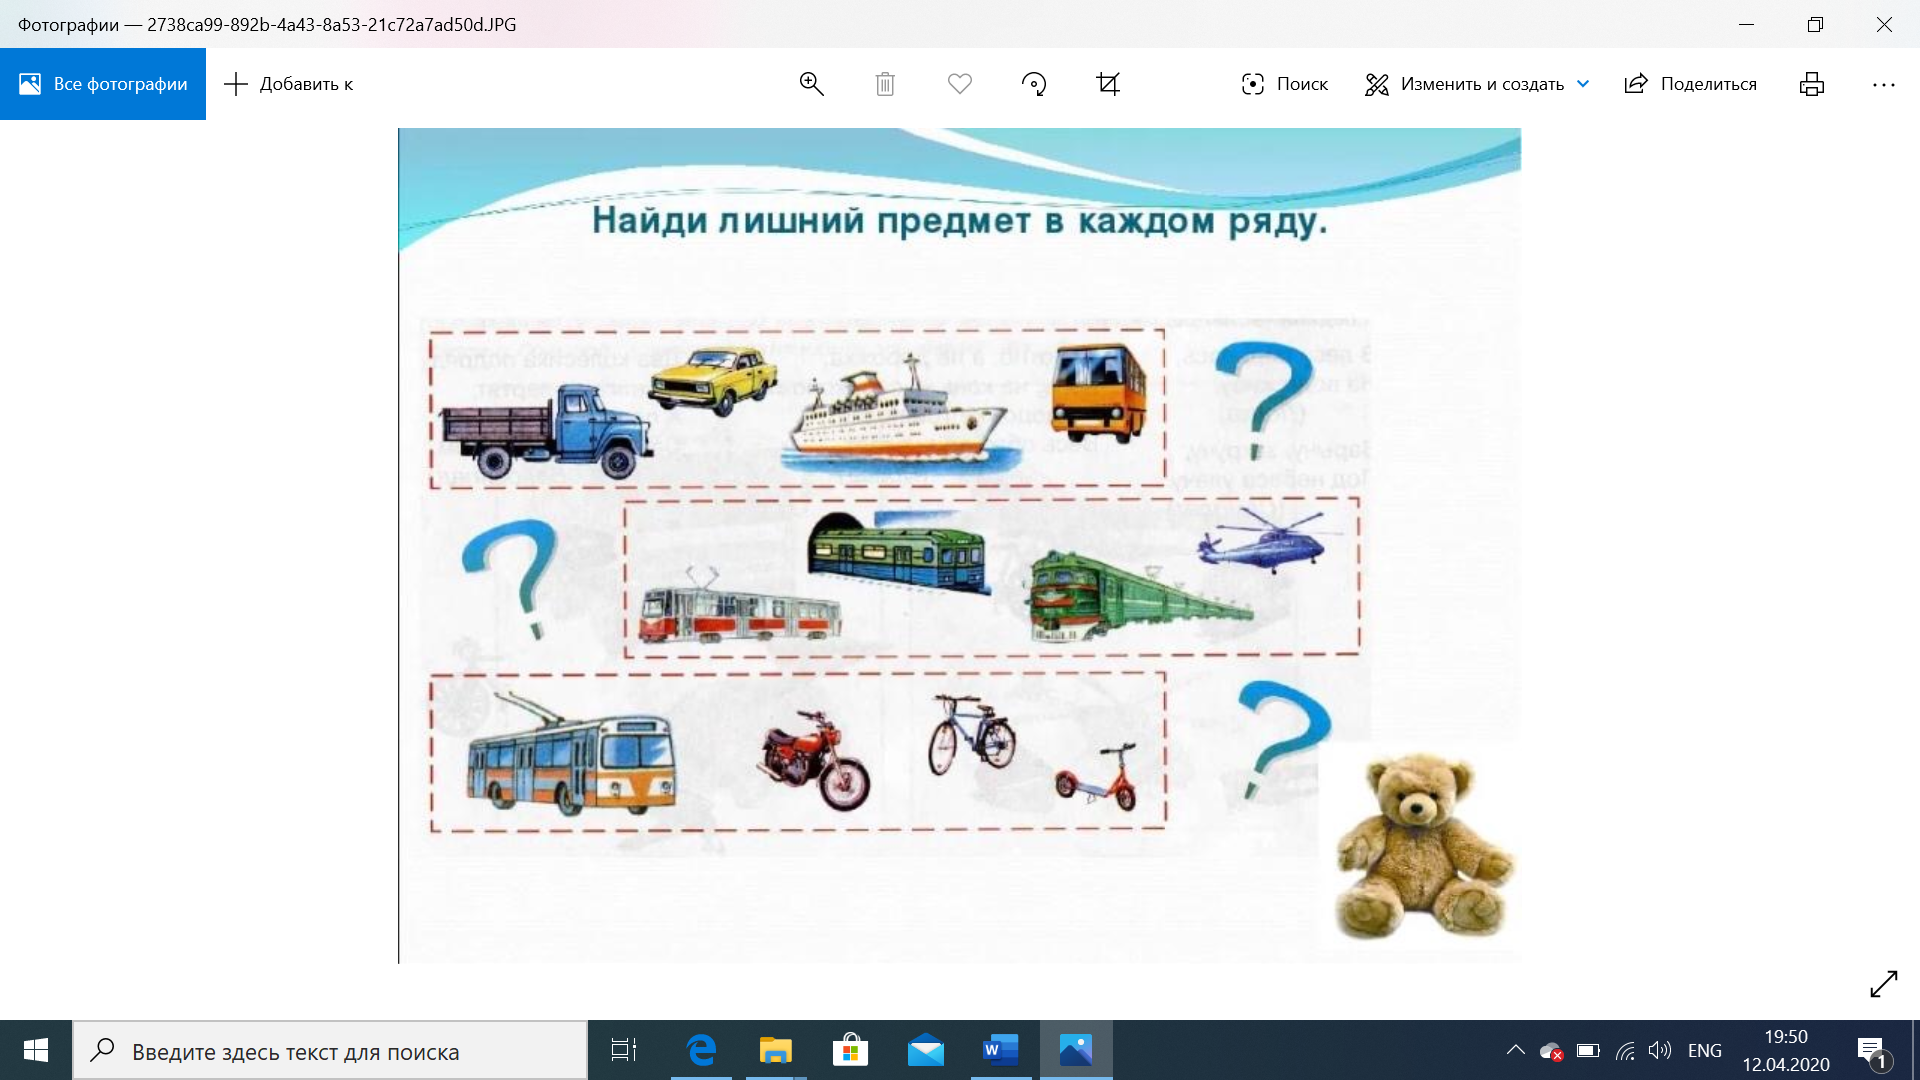 Фотографии — 2738ca99-892b-4a43-8a53-21c72a7ad50d.JPG
Все фотографии
Добавить к
Поиск
Изменить и создать
Поделиться
Найди лишний предмет в каждом ряду.
Введите здесь текст для поиска
ENG
19:50
12.04.2020
1